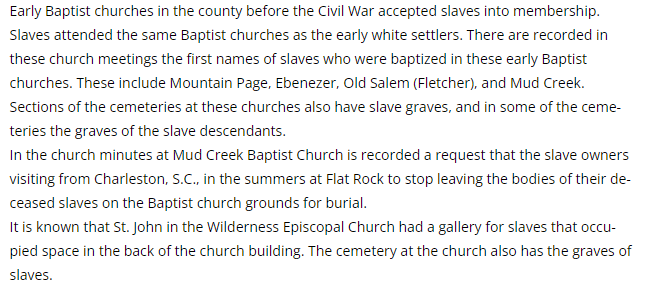 Early Baptist churches in the county before the Civil War accepted slaves into membership.
Slaves attended the same Baptist churches as the early white settlers. There are recorded in
these church meetings the first names of slaves who were baptized in these early Baptist
churches. These include Mountain Page, Ebenezer, Old Salem (Fletcher), and Mud Creek.
Sections of the cemeteries at these churches also have slave graves, and in some of the ceme-
teries the graves of the slave descendants.
In the church minutes at Mud Creek Baptist Church is recorded a request that the slave owners
visiting from Charleston, S.C., in the summers at Flat Rock to stop leaving the bodies of their de-
ceased slaves on the Baptist church grounds for burial.
It is known that St. John in the Wilderness Episcopal Church had a gallery for slaves that occu-
pied space in the back of the church building. The cemetery at the church also has the graves of
slaves.